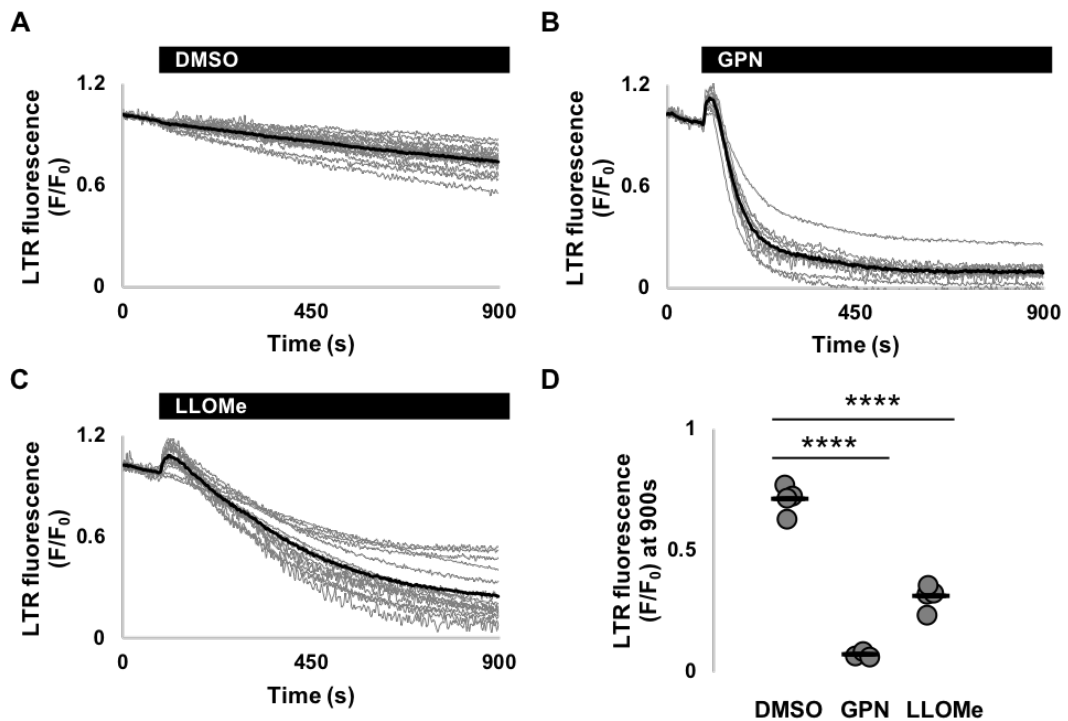 A
DMSO
LTR fluorescence
(F/F0)
1.2
0.6
0
0
450
900
Time (s)
B
GPN
LTR fluorescence
(F/F0)
1.2
0.6
0
0
450
900
Time (s)
C
LLOMe
LTR fluorescence
(F/F0)
1.2
0.6
0
0
450
900
Time (s)
D
****
****
LTR fluorescence
(F/F0) at 900s
1
0.5
0
DMSO GPN LLOMe